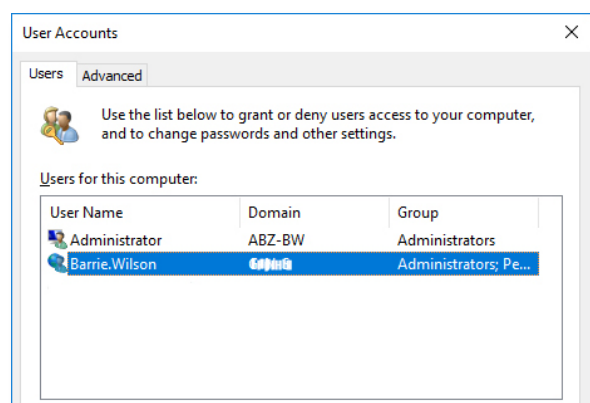 User Accounts
Users Advanced
Use the list below to grant or deny users access to your computer,
and to change passwords and other settings.
Users for this computer:
User Name Domain Group
Administrator ABZ-BW Administrators
Barrie.Wilson Administrators; Pe...